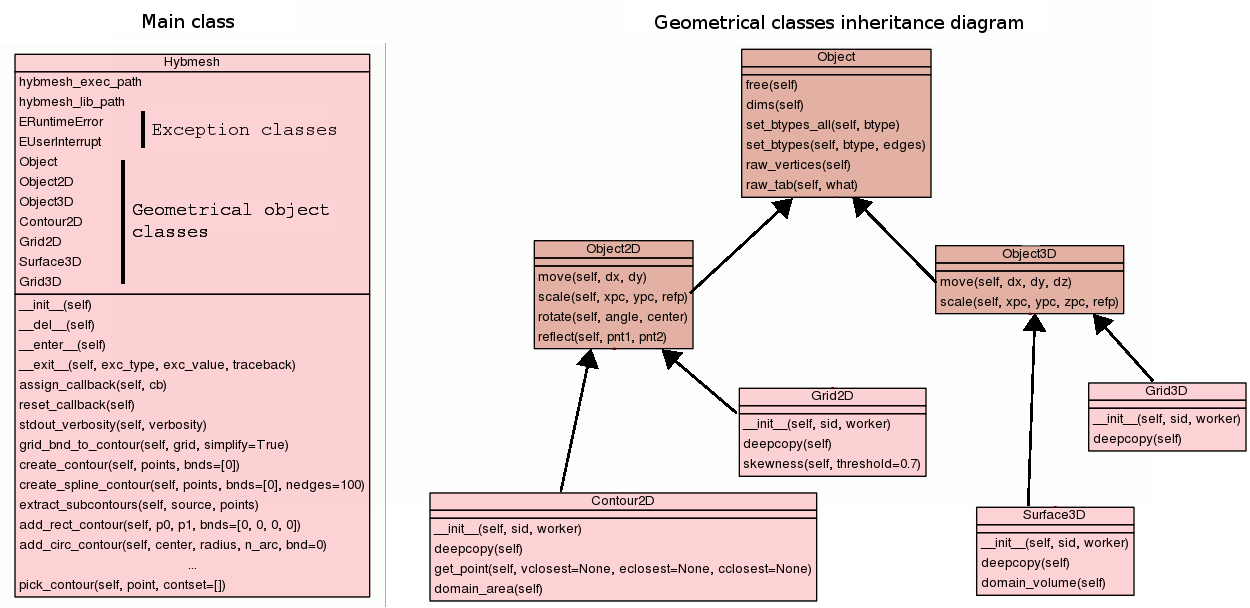 Main class
Hybmesh
hybmesh_exec_path
hybmesh_lib_path
ERuntimeError
EUserInterrupt
Exception classes
Object
Object2D
Object3D
Contour2D
Grid2D
Surface3D
Grid3D
Geometrical object
classes
__init__(self)
__del__(self)
__enter__(self)
__exit__(self, exc_type, exc_value, traceback)
assign_callback(self, cb)
reset_callback(self)
stdout_verbosity(self, verbosity)
grid_bnd_to_contour(self, grid, simplify=True)
create_contour(self, points, bnds=[0])
create_spline_contour(self, points, bnds=[0], nedges=100)
extract_subcontours(self, source, points)
add_rect_contour(self, p0, p1, bnds=[0, 0, 0, 0])
add_circ_contour(self, center, radius, n_arc, bnd=0)
...
pick_contour(self, point, contset=[])
Geometrical classes inheritance diagram
Object
free(self)
dims(self)
set_btypes_all(self, btype)
set_btypes(self, btype, edges)
raw_vertices(self)
raw_tab(self, what)
Object2D
move(self, dx, dy)
scale(self, xpc, ypc, refp)
rotate(self, angle, center)
reflect(self, pnt1, pnt2)
Object3D
move(self, dx, dy, dz)
scale(self, xpc, ypc, zpc, refp)
Grid2D
__init__(self, sid, worker)
deepcopy(self)
skewness(self, threshold=0.7)
Grid3D
__init__(self, sid, worker)
deepcopy(self)
Contour2D
__init__(self, sid, worker)
deepcopy(self)
get_point(self, vclosest=None, eclosest=None, cclosest=None)
domain_area(self)
Surface3D
__init__(self, sid, worker)
deepcopy(self)
domain_volume(self)